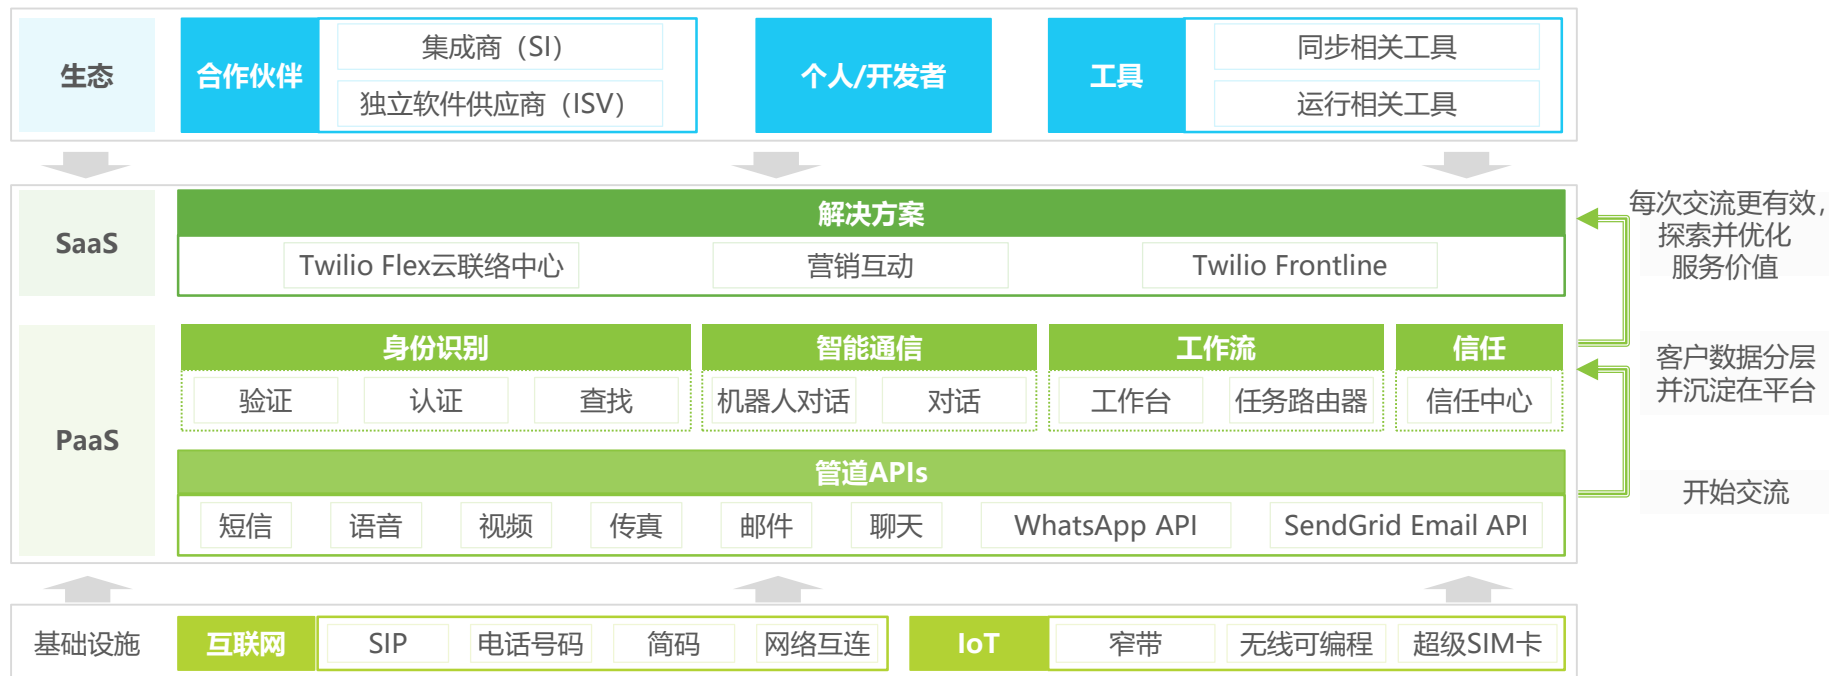 生态
合作伙伴
集成商（SI）
独立软件供应商（ISV）
个人/开发者
工具
同步相关工具
运行相关工具
SaaS
解决方案
Twilio Flex云联络中心
营销互动
Twilio Frontline
每次交流更有效，
探索并优化
服务价值
PaaS
身份识别
验证
认证
查找
智能通信
机器人对话
对话
工作流
工作台
任务路由器
信任
信任中心
客户数据分层
并沉淀在平台
管道APIs
短信
语音
视频
传真
邮件
聊天
WhatsApp API
SendGrid Email API
开始交流
基础设施
互联网
SIP
电话号码
简码
网络互连
IoT
窄带
无线可编程
超级SIM卡